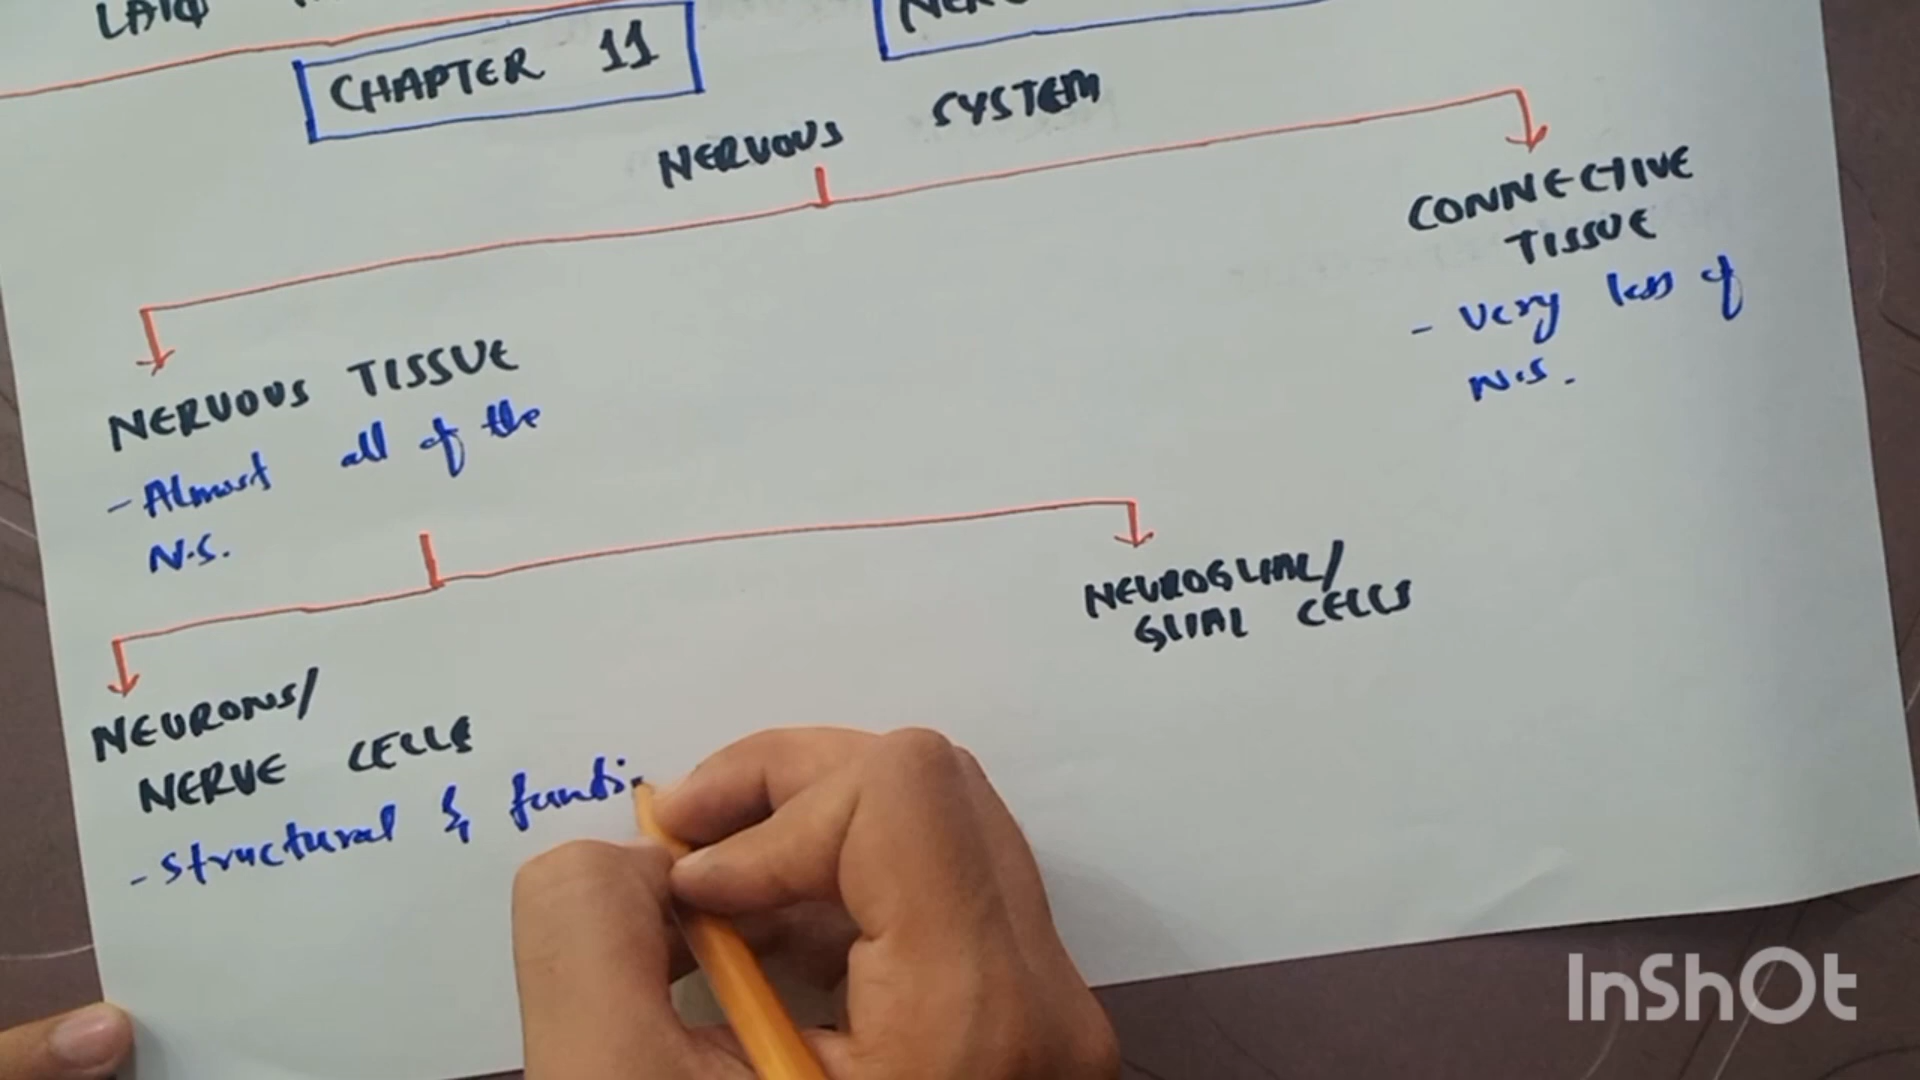 LAIQ
CHAPTER 11
NERVOUS SYSTEM
CONNECTIVE
TISSUE
- Very less of
N.S.
NERVOUS TISSUE
- Almost all of the
N.S.
NEURONS/
NERVE CELLS
- structural & functi
NEUROGLIAL/
GLIAL CELLS
InShOt